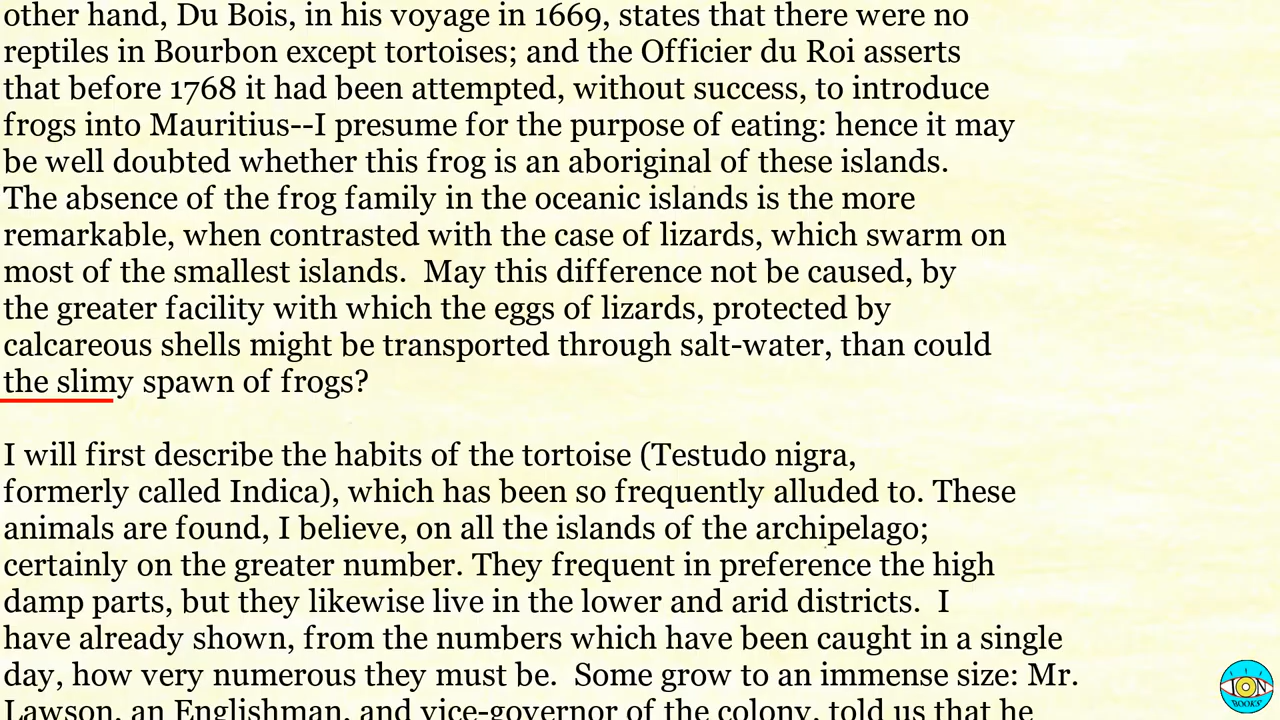 other hand, Du Bois, in his voyage in 1669, states that there were no
reptiles in Bourbon except tortoises; and the Officier du Roi asserts
that before 1768 it had been attempted, without success, to introduce
frogs into Mauritius--I presume for the purpose of eating: hence it may
be well doubted whether this frog is an aboriginal of these islands.
The absence of the frog family in the oceanic islands is the more
remarkable, when contrasted with the case of lizards, which swarm on
most of the smallest islands.  May this difference not be caused, by
the greater facility with which the eggs of lizards, protected by
calcareous shells might be transported through salt-water, than could
the slimy spawn of frogs?
I will first describe the habits of the tortoise (Testudo nigra,
formerly called Indica), which has been so frequently alluded to. These
animals are found, I believe, on all the islands of the archipelago;
certainly on the greater number. They frequent in preference the high
damp parts, but they likewise live in the lower and arid districts.  I
have already shown, from the numbers which have been caught in a single
day, how very numerous they must be.  Some grow to an immense size: Mr.
Lawson, an Englishman, and vice-governor of the colony, told us that he
I
ION
BOOKS